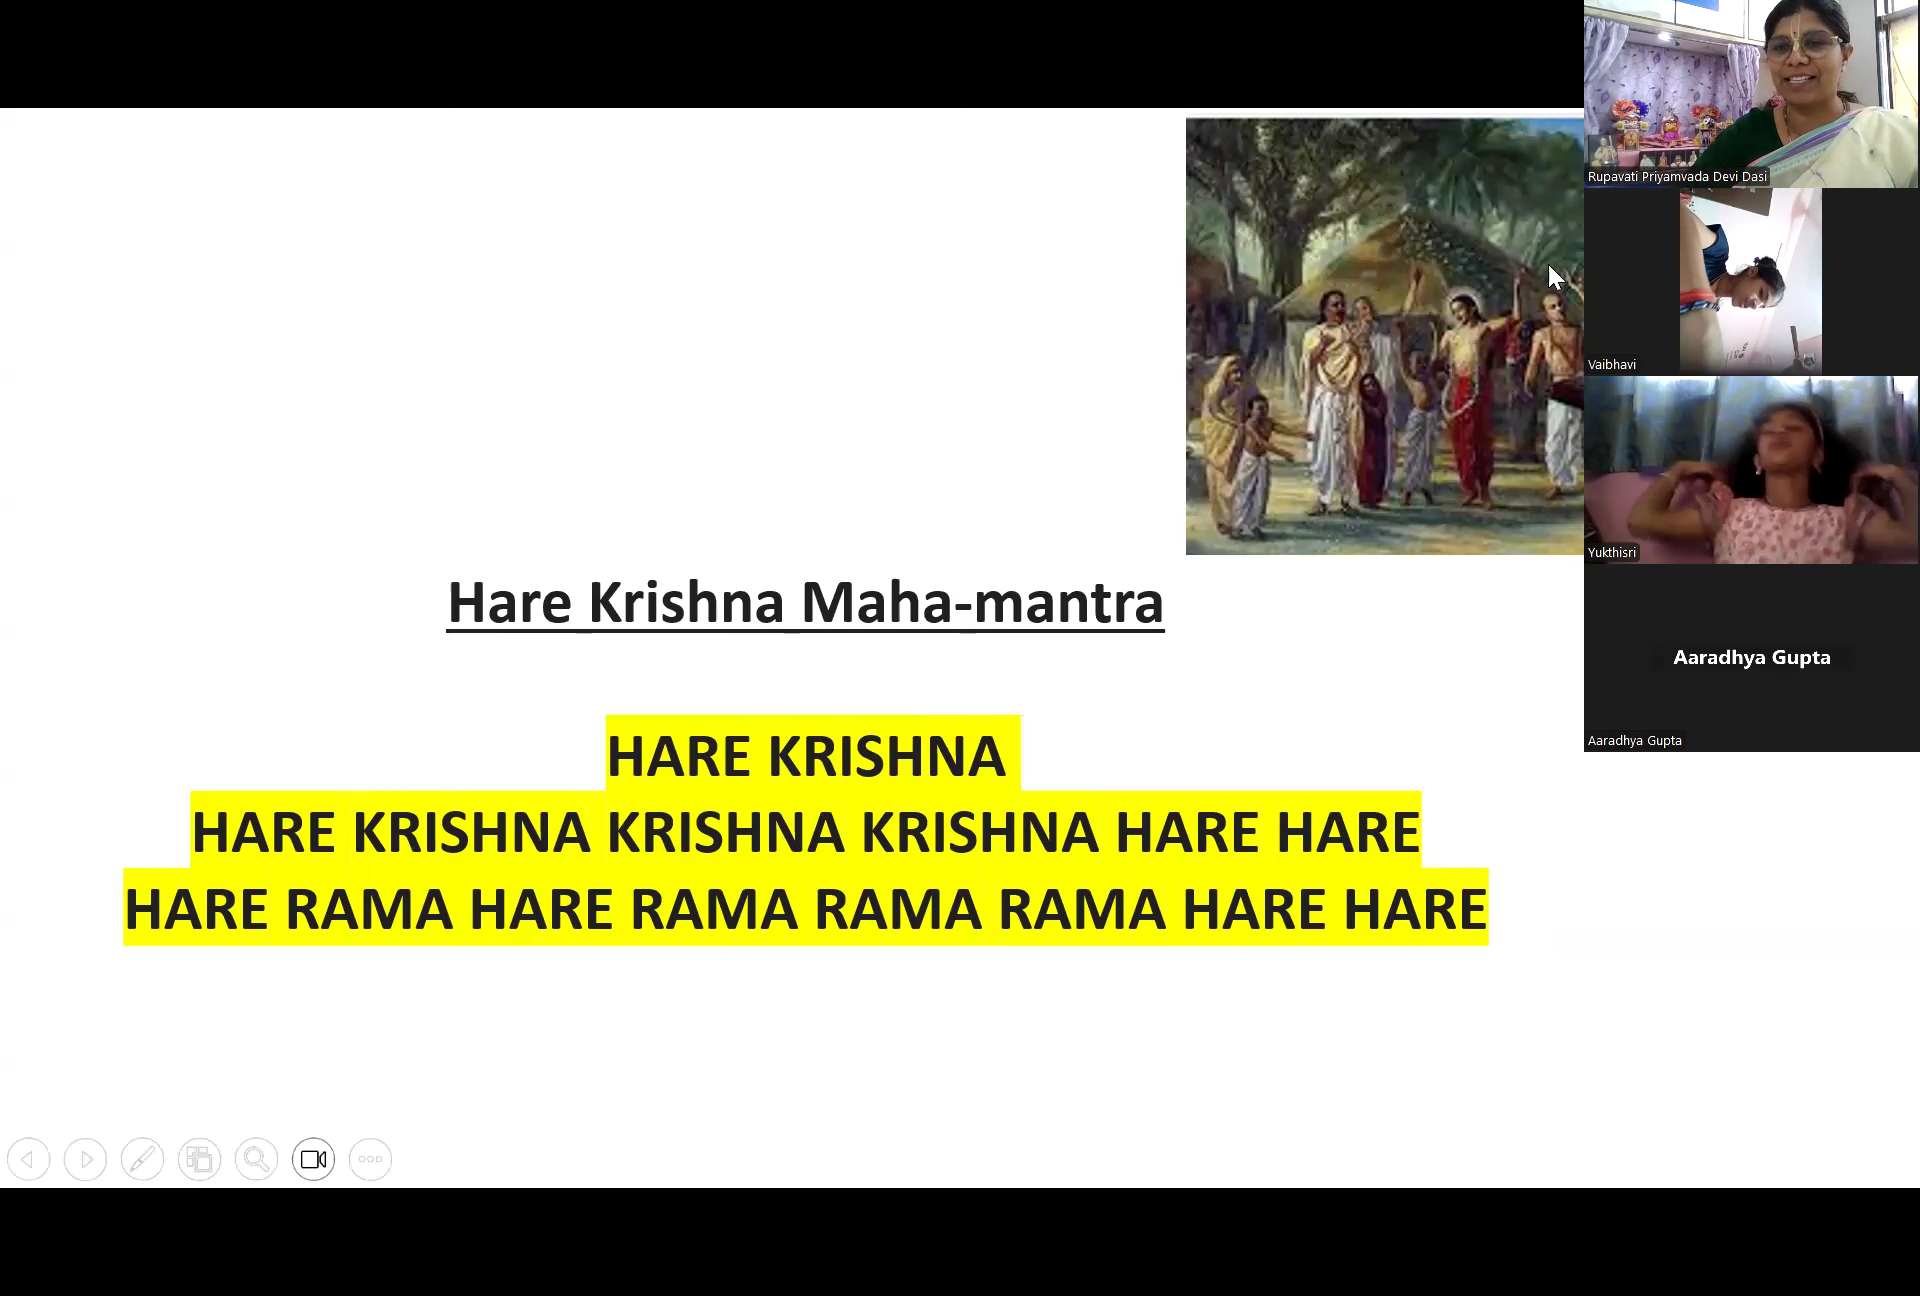 Hare Krishna Maha-mantra
HARE KRISHNA
HARE KRISHNA KRISHNA KRISHNA HARE HARE
HARE RAMA HARE RAMA RAMA RAMA HARE HARE
Rupavati Priyamvada Devi Dasi
Vaibhavi
Yukthisri
Aaradhya Gupta
Aaradhya Gupta